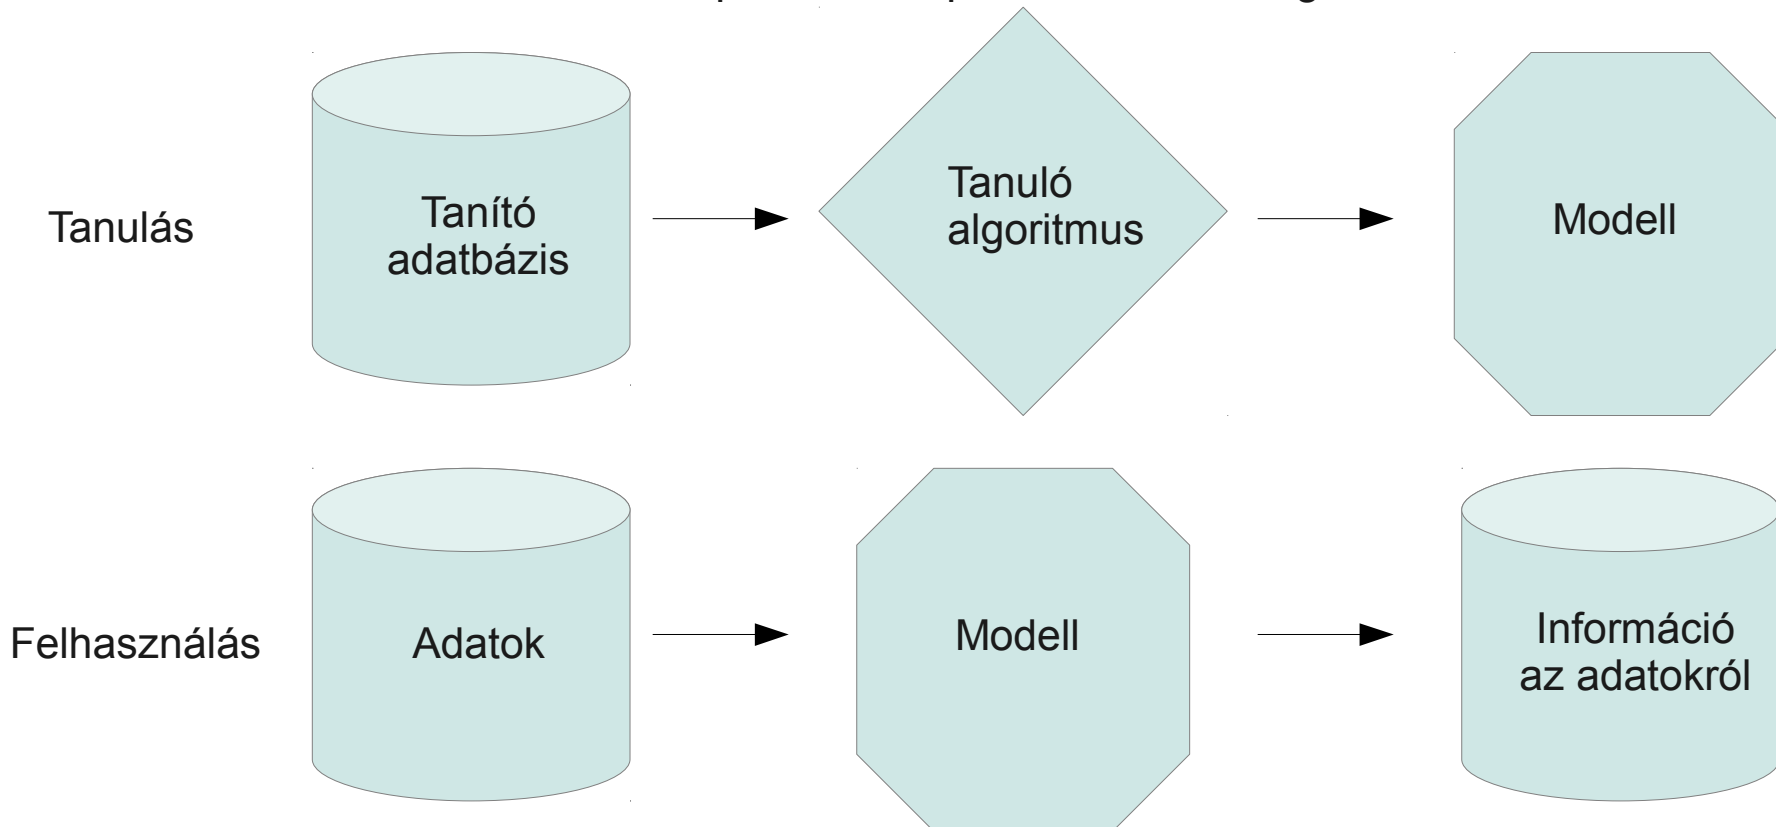 Tanulás
Tanító
adatbázis
Tanuló
algoritmus
Modell
Felhasználás
Adatok
Modell
Információ
az adatokról